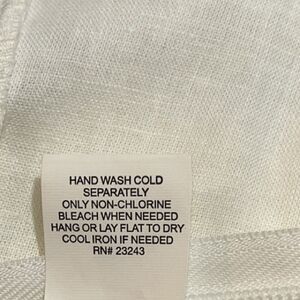 HAND WASH COLD
SEPARATELY
ONLY NON-CHLORINE
BLEACH WHEN NEEDED
HANG OR LAY FLAT TO DRY
COOL IRON IF NEEDED
RN# 23243